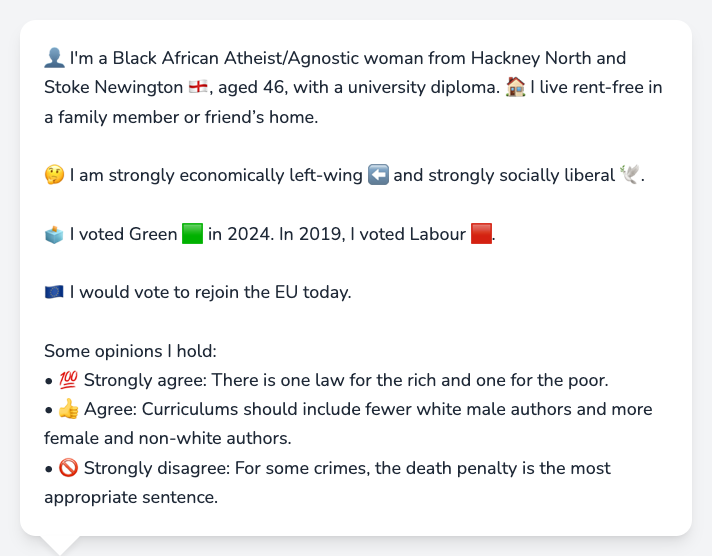 👤 I'm a Black African Atheist/Agnostic woman from Hackney North and
Stoke Newington 🏴󠁧󠁢󠁥󠁮󠁧󠁿, aged 46, with a university diploma. 🏠 I live rent-free in
a family member or friend’s home.
🤔 I am strongly economically left-wing ⬅️ and strongly socially liberal 🕊️.
🗳️ I voted Green 🟩 in 2024. In 2019, I voted Labour 🟥.
🇪🇺 I would vote to rejoin the EU today.
Some opinions I hold:
• 💯 Strongly agree: There is one law for the rich and one for the poor.
• 👍 Agree: Curriculums should include fewer white male authors and more
female and non-white authors.
• 🚫 Strongly disagree: For some crimes, the death penalty is the most
appropriate sentence.